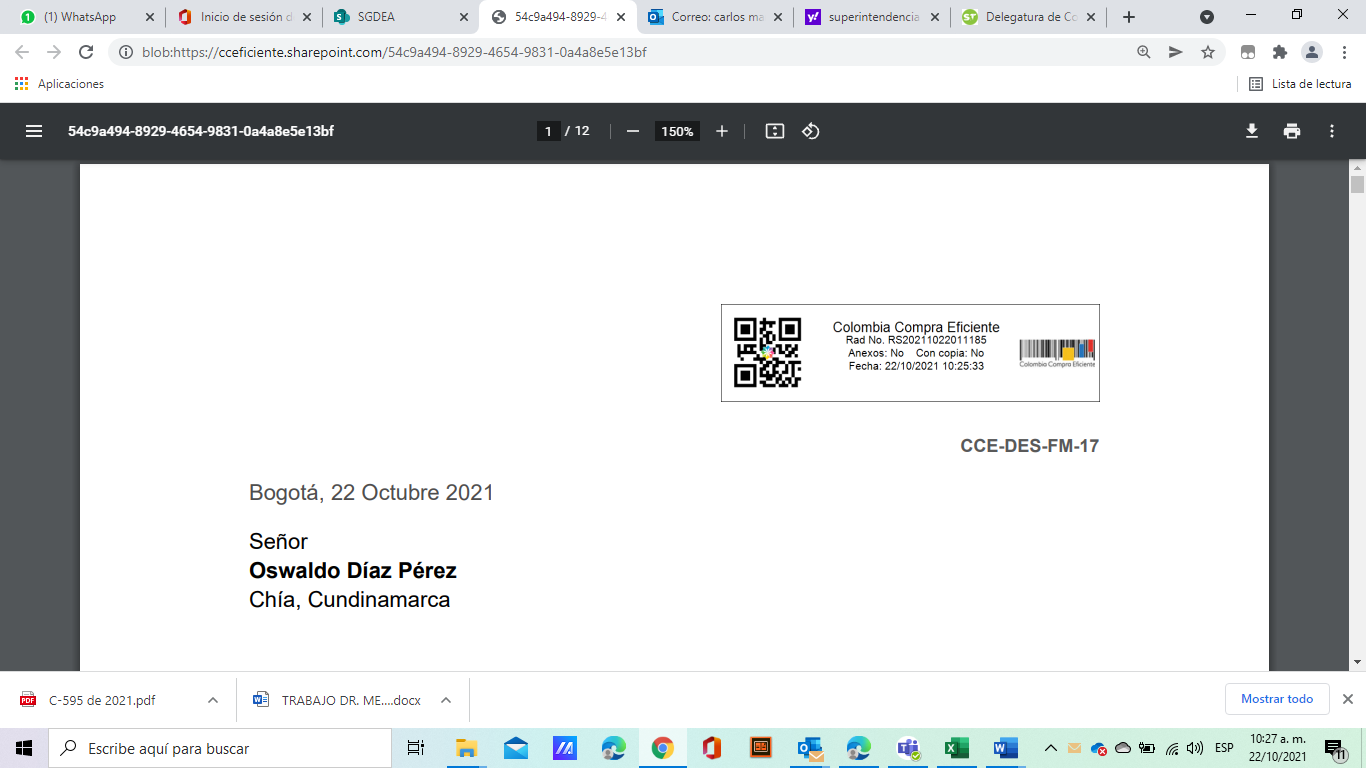 (1) WhatsApp
Inicio de sesión d
SGDEA
54c9a494-8929-4
Correo: carlos ma
superintendencia
Delegatura de Co
blob:https://cceficiente.sharepoint.com/54c9a494-8929-4654-9831-0a4a8e5e13bf
Aplicaciones
Lista de lectura
54c9a494-8929-4654-9831-0a4a8e5e13bf
1 / 12
150%
Colombia Compra Eficiente
Rad No. RS20211022011185
Anexos: No Con copia: No
Fecha: 22/10/2021 10:25:33
Colombia Compra Eficiente
CCE-DES-FM-17
Bogotá, 22 Octubre 2021
Señor
Oswaldo Díaz Pérez
Chía, Cundinamarca
C-595 de 2021.pdf
TRABAJO DR. ME....docx
Mostrar todo
Escribe aquí para buscar
ESP
10:27 a. m.
22/10/2021
11